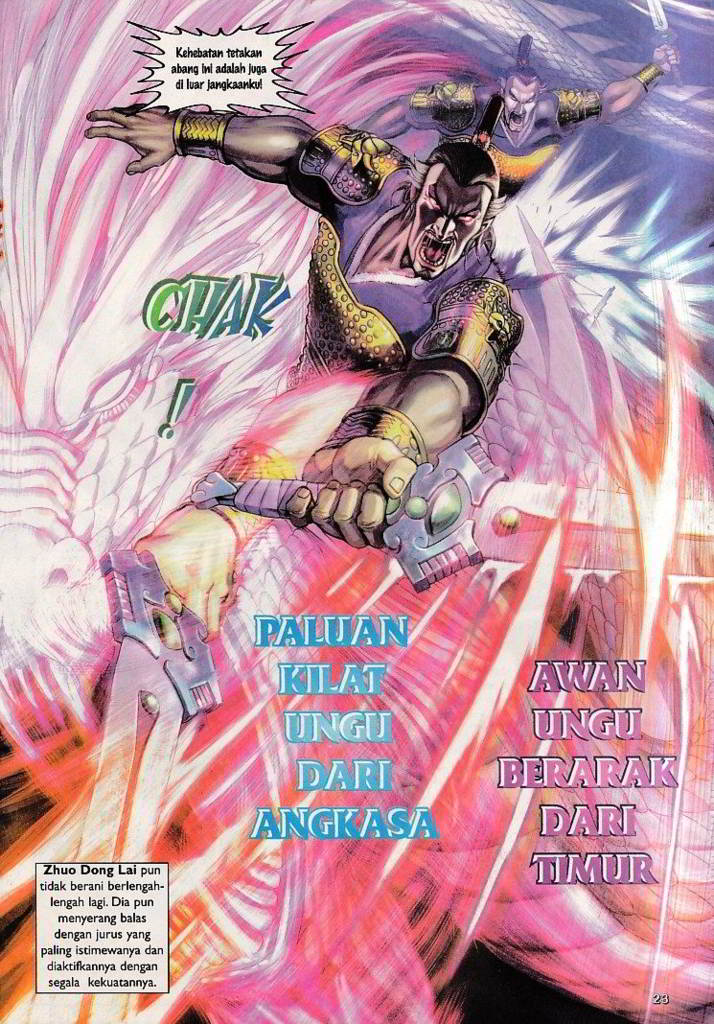 Kehebatan tetakan
abang ini adalah juga
di luar jangkaanku!
CHAK
!
PALUAN
KILAT
UNGU
DARI
ANGKASA
AWAN
UNGU
BERARAK
DARI
TIMUR
Zhuo Dong Lai pun
tidak berani berlengah-
lengah lagi. Dia pun
menyerang balas
dengan jurus yang
paling istimewanya dan
diaktifkannya dengan
segala kekuatannya.
23